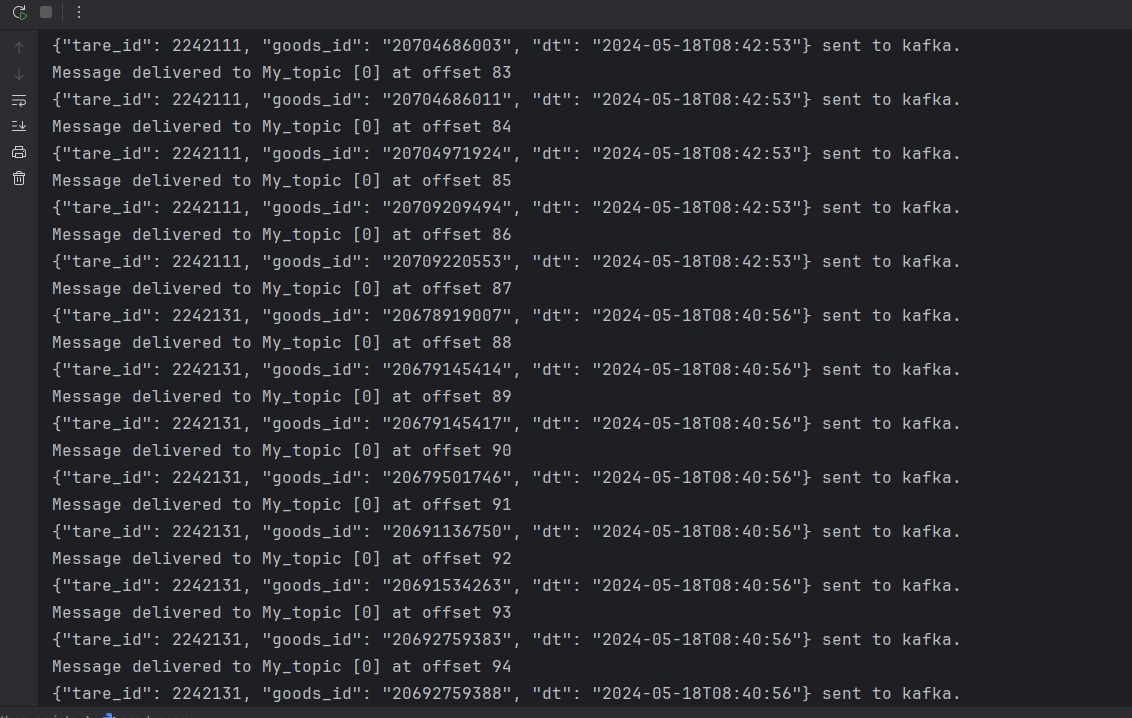 {"tare_id": 2242111, "goods_id": "20704686003", "dt": "2024-05-18T08:42:53"} sent to kafka.
Message delivered to My_topic [0] at offset 83
{"tare_id": 2242111, "goods_id": "20704686011", "dt": "2024-05-18T08:42:53"} sent to kafka.
Message delivered to My_topic [0] at offset 84
{"tare_id": 2242111, "goods_id": "20704971924", "dt": "2024-05-18T08:42:53"} sent to kafka.
Message delivered to My_topic [0] at offset 85
{"tare_id": 2242111, "goods_id": "20709209494", "dt": "2024-05-18T08:42:53"} sent to kafka.
Message delivered to My_topic [0] at offset 86
{"tare_id": 2242111, "goods_id": "20709220553", "dt": "2024-05-18T08:42:53"} sent to kafka.
Message delivered to My_topic [0] at offset 87
{"tare_id": 2242131, "goods_id": "20678919007", "dt": "2024-05-18T08:40:56"} sent to kafka.
Message delivered to My_topic [0] at offset 88
{"tare_id": 2242131, "goods_id": "20679145414", "dt": "2024-05-18T08:40:56"} sent to kafka.
Message delivered to My_topic [0] at offset 89
{"tare_id": 2242131, "goods_id": "20679145417", "dt": "2024-05-18T08:40:56"} sent to kafka.
Message delivered to My_topic [0] at offset 90
{"tare_id": 2242131, "goods_id": "20679501746", "dt": "2024-05-18T08:40:56"} sent to kafka.
Message delivered to My_topic [0] at offset 91
{"tare_id": 2242131, "goods_id": "20691136750", "dt": "2024-05-18T08:40:56"} sent to kafka.
Message delivered to My_topic [0] at offset 92
{"tare_id": 2242131, "goods_id": "20691534263", "dt": "2024-05-18T08:40:56"} sent to kafka.
Message delivered to My_topic [0] at offset 93
{"tare_id": 2242131, "goods_id": "20692759383", "dt": "2024-05-18T08:40:56"} sent to kafka.
Message delivered to My_topic [0] at offset 94
{"tare_id": 2242131, "goods_id": "20692759388", "dt": "2024-05-18T08:40:56"} sent to kafka.